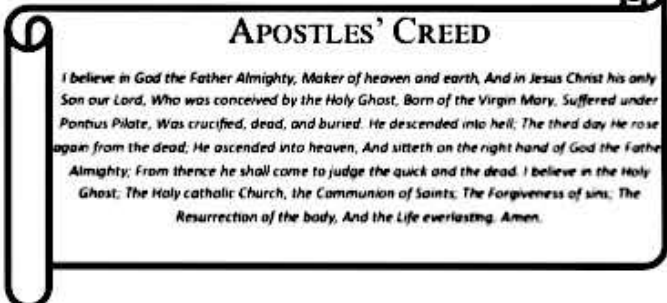 APOSTLES' CREED
I believe in God the Father Almighty, Maker of heaven and earth, And in Jesus Christ his only
Son our Lord, Who was conceived by the Holy Ghost, Born of the Virgin Mary, Suffered under
Pontius Pilate, Was crucified, dead, and buried. He descended into hell; The third day He rose
again from the dead; He ascended into heaven, And sitteth on the right hand of God the Fathe
Almighty; From thence he shall come to judge the quick and the dead. I believe in the Holy
Ghost; The Holy catholic Church, the Communion of Saints; The Forgiveness of sins; The
Resurrection of the body, And the Life everlasting. Amen.